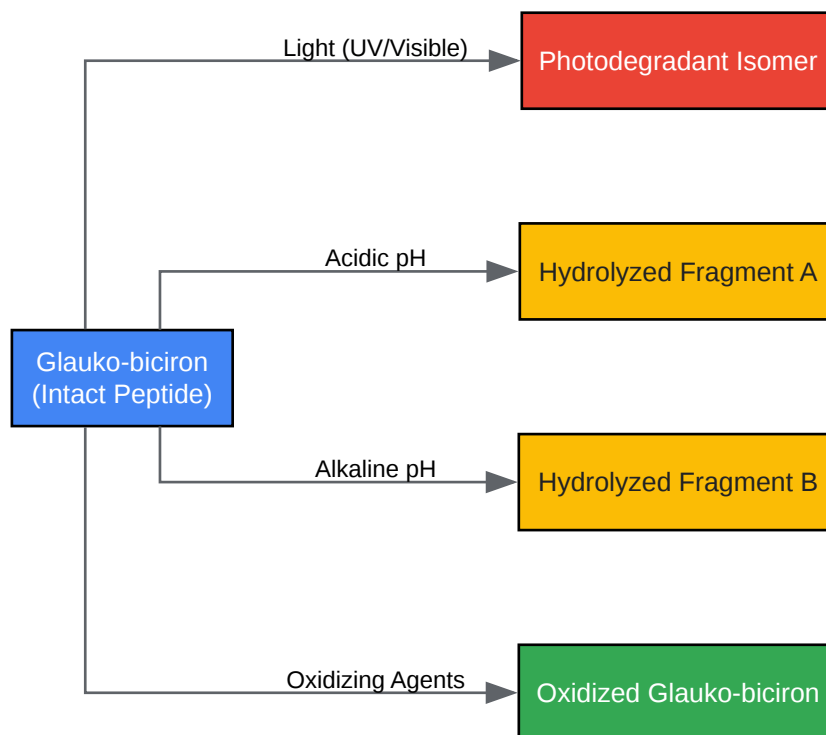 Light (UV/Visible)
Photodegradant Isomer
Acidic pH
Hydrolyzed Fragment A
Glauko-biciron
(Intact Peptide)
Alkaline pH
Hydrolyzed Fragment B
Oxidizing Agents
Oxidized Glauko-biciron